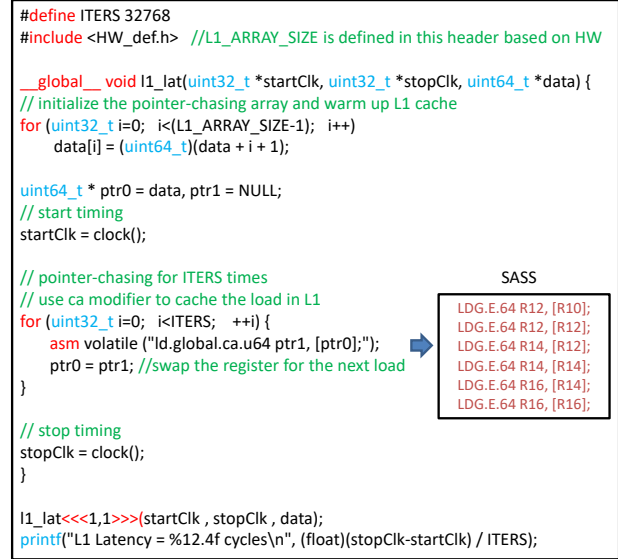 #define ITERS 32768
#include <HW_def.h>  //L1_ARRAY_SIZE is defined in this header based on HW
__global__ void l1_lat(uint32_t *startClk, uint32_t *stopClk, uint64_t *data) {
// initialize the pointer-chasing array and warm up L1 cache
for (uint32_t i=0;  i<(L1_ARRAY_SIZE-1);  i++)
data[i] = (uint64_t)(data + i + 1);
uint64_t * ptr0 = data, ptr1 = NULL;
// start timing
startClk = clock();
// pointer-chasing for ITERS times
// use ca modifier to cache the load in L1
for (uint32_t i=0;  i<ITERS;  ++i) {
asm volatile ("ld.global.ca.u64 ptr1, [ptr0];");
ptr0 = ptr1; //swap the register for the next load
}
SASS
LDG.E.64 R12, [R10];
LDG.E.64 R12, [R12];
LDG.E.64 R14, [R12];
LDG.E.64 R14, [R14];
LDG.E.64 R16, [R14];
LDG.E.64 R16, [R16];
// stop timing
stopClk = clock();
}
l1_lat<<<1,1>>>(startClk , stopClk , data);
printf("L1 Latency = %12.4f cycles\n", (float)(stopClk-startClk) / ITERS);